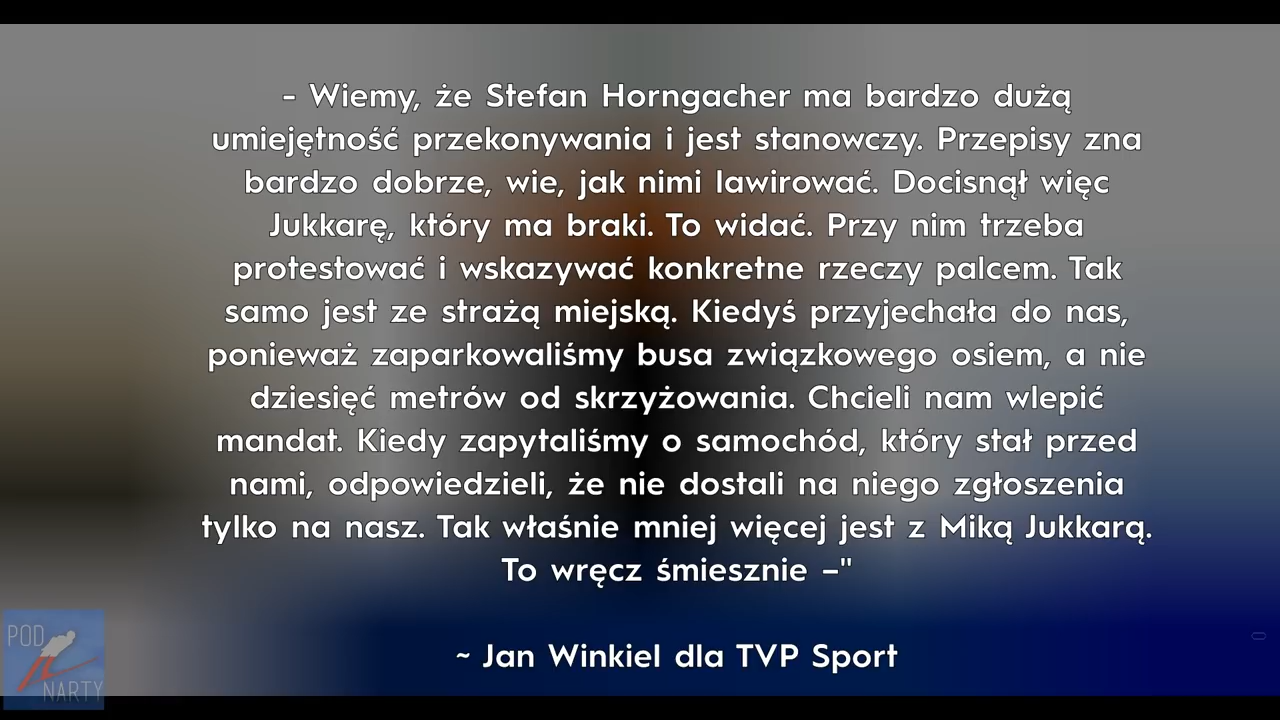 - Wiemy, że Stefan Horngacher ma bardzo dużą
umiejętność przekonywania i jest stanowczy. Przepisy zna
bardzo dobrze, wie, jak nimi lawirować. Docisnął więc
Jukkarę, który ma braki. To widać. Przy nim trzeba
protestować i wskazywać konkretne rzeczy palcem. Tak
samo jest ze strażą miejską. Kiedyś przyjechała do nas,
ponieważ zaparkowaliśmy busa związkowego osiem, a nie
dziesięć metrów od skrzyżowania. Chcieli nam wlepić
mandat. Kiedy zapytaliśmy o samochód, który stał przed
nami, odpowiedzieli, że nie dostali na niego zgłoszenia
tylko na nasz. Tak właśnie mniej więcej jest z Miką Jukkarą.
To wręcz śmiesznie –"
~ Jan Winkiel dla TVP Sport
POD
NARTY